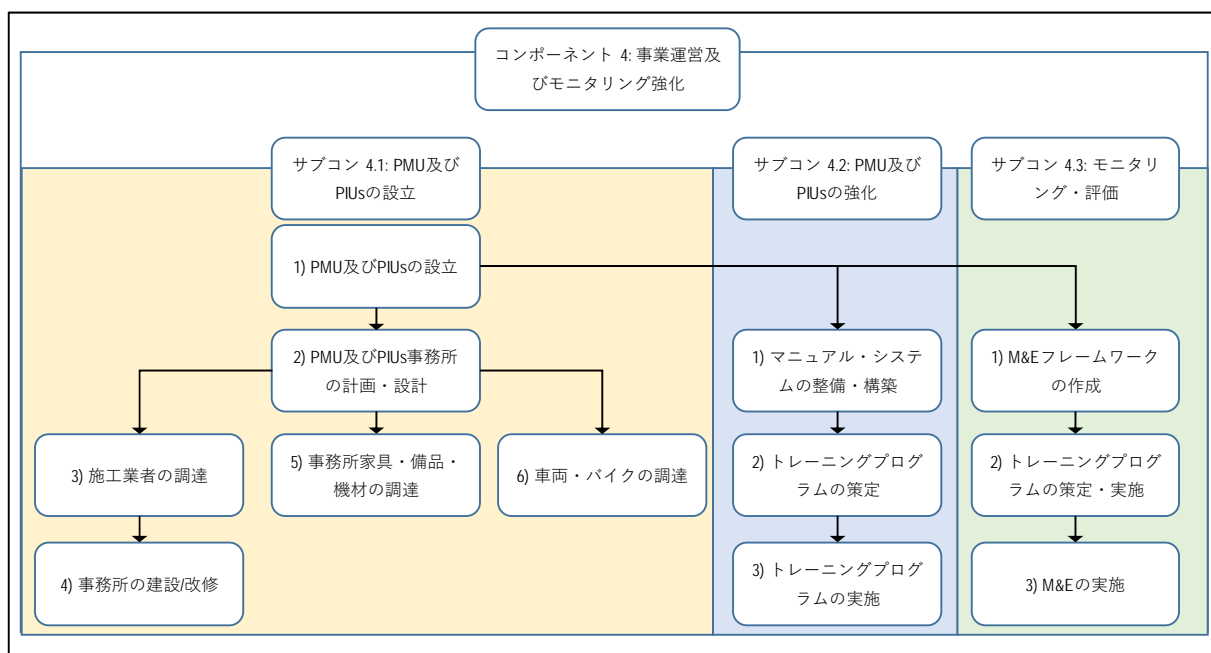 コンポーネント 4: 事業運営及
びモニタリング強化
サブコン 4.1: PMU及び
PIUsの設立
サブコン 4.2: PMU及び
PIUsの強化
サブコン 4.3: モニタリ
ング・評価
1) PMU及びPIUsの設立
2) PMU及びPIUs事務所
の計画・設計
3) 施工業者の調達
5) 事務所家具・備品・
機材の調達
6) 車両・バイクの調達
4) 事務所の建設/改修
1) マニュアル・システ
ムの整備・構築
2) トレーニングプログ
ラムの策定
3) トレーニングプログ
ラムの実施
1) M&Eフレームワーク
の作成
2) トレーニングプログ
ラムの策定・実施
3) M&Eの実施